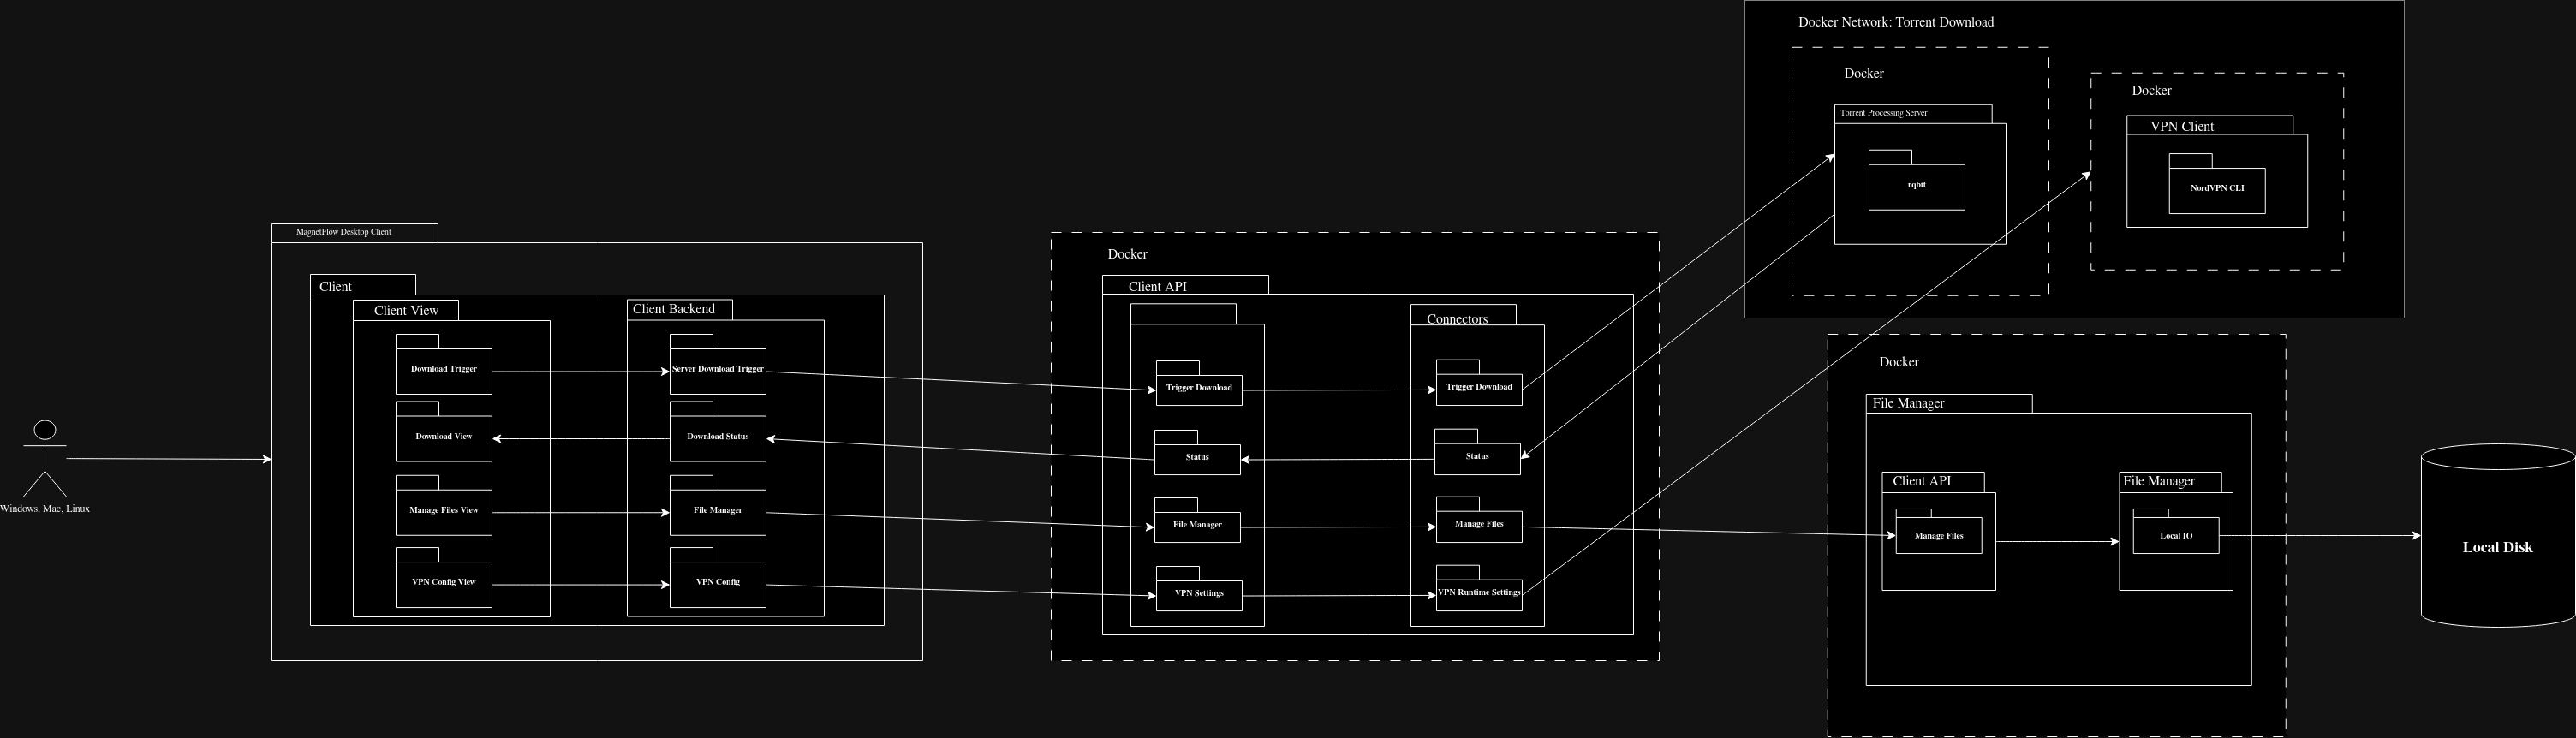 Docker Network: Torrent Download
Docker
Torrent Processing Server
rqbit
Docker
VPN Client
NordVPN CLI
Windows, Mac, Linux
MagnetFlow Desktop Client
Client
Client View
Download Trigger
Download View
Manage Files View
VPN Config View
Client Backend
Server Download Trigger
Download Status
File Manager
VPN Config
Docker
Client API
Trigger Download
Status
File Manager
VPN Settings
Connectors
Trigger Download
Status
Manage Files
VPN Runtime Settings
Docker
File Manager
Client API
Manage Files
File Manager
Local IO
Local Disk